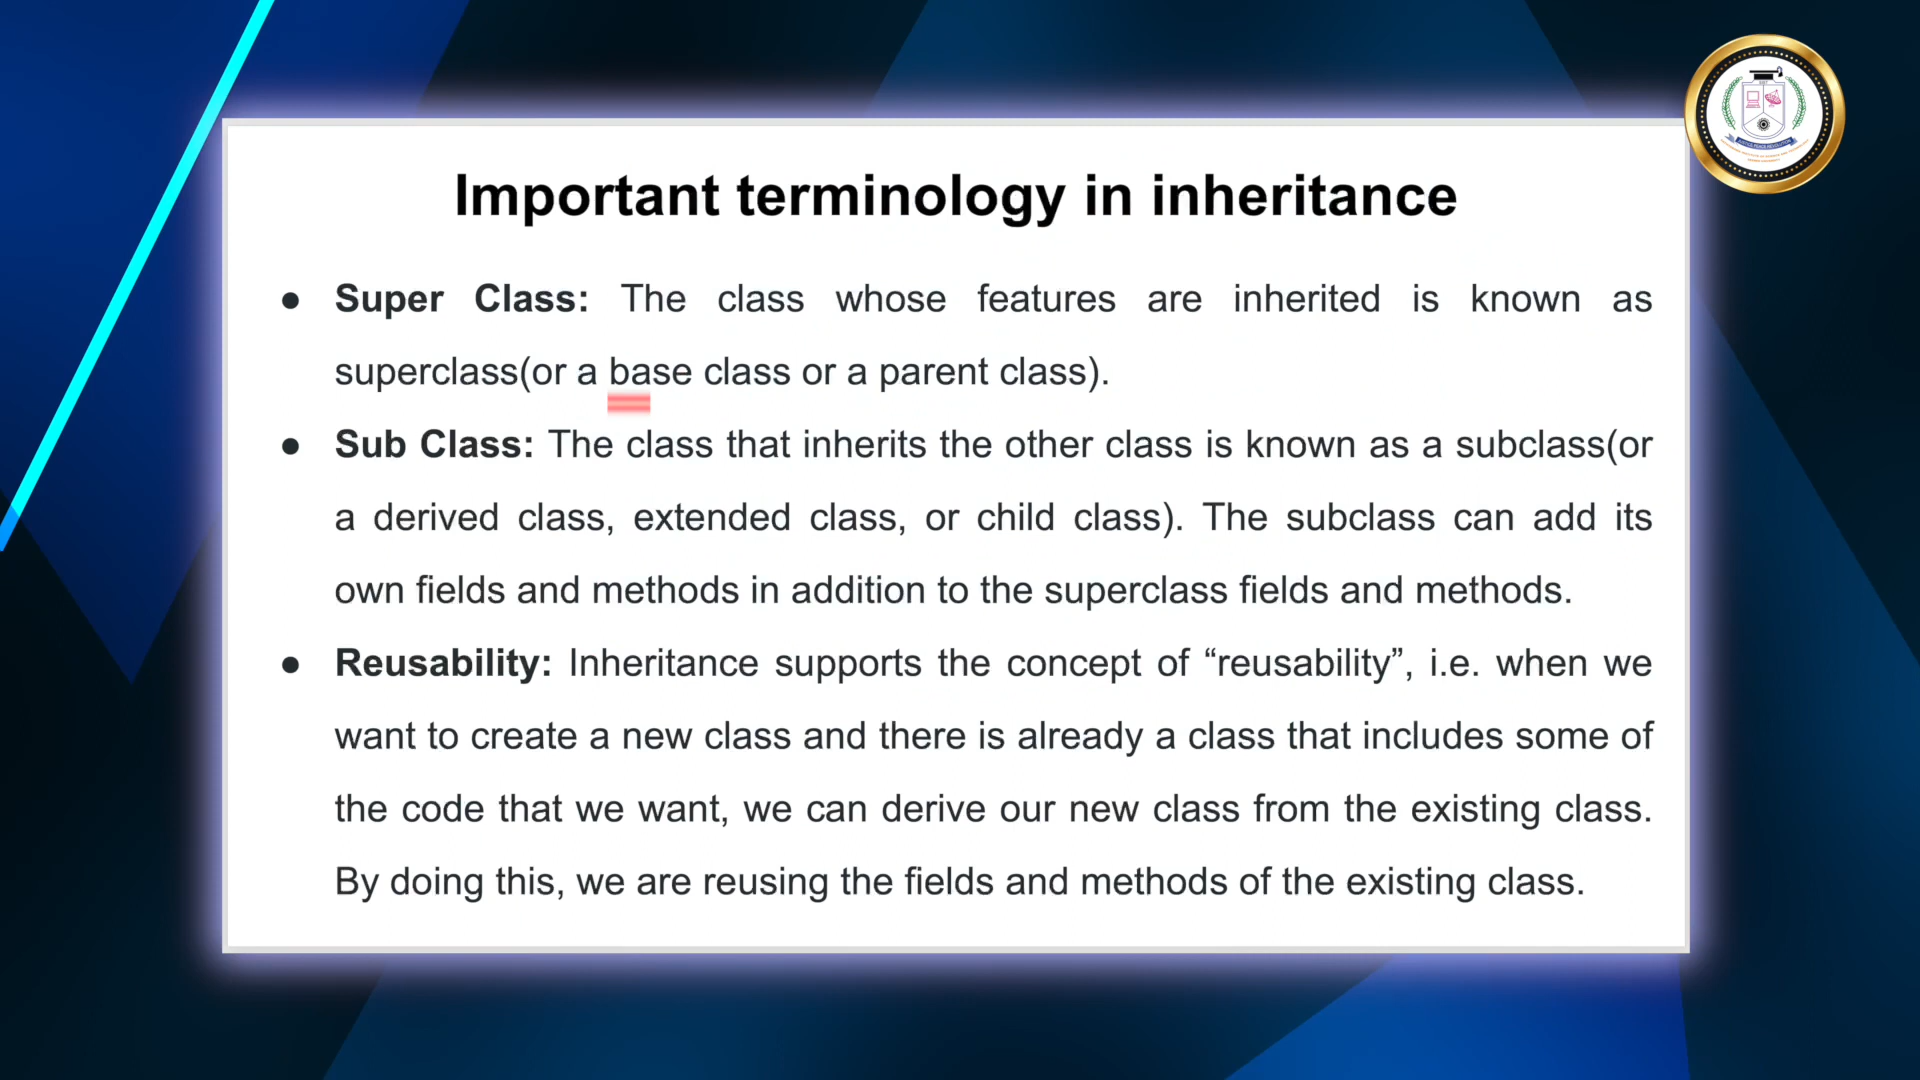 Important terminology in inheritance
● Super Class: The class whose features are inherited is known as
superclass(or a base class or a parent class).
● Sub Class: The class that inherits the other class is known as a subclass(or
a derived class, extended class, or child class). The subclass can add its
own fields and methods in addition to the superclass fields and methods.
● Reusability: Inheritance supports the concept of “reusability”, i.e. when we
want to create a new class and there is already a class that includes some of
the code that we want, we can derive our new class from the existing class.
By doing this, we are reusing the fields and methods of the existing class.